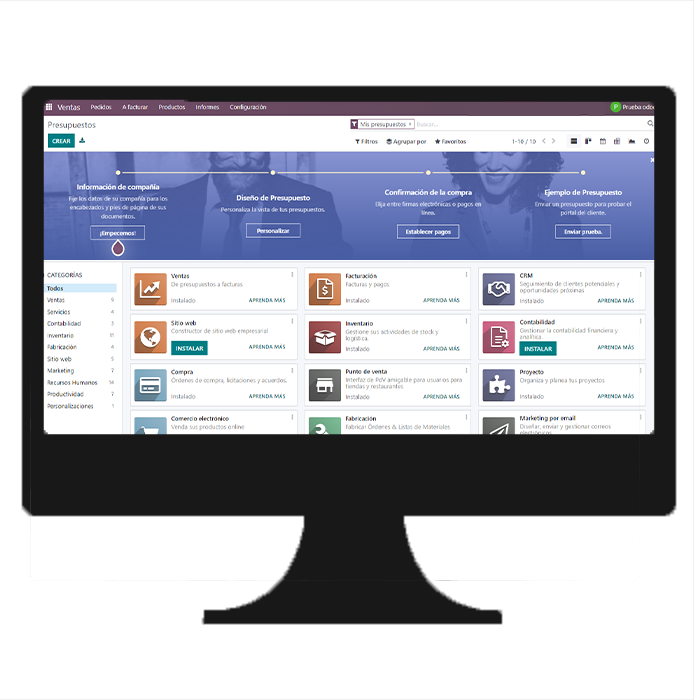 Ventas Pedidos A facturar Productos Informes Configuración Prueba odoo
Presupuestos Mis presupuestos × Buscar...
CREAR Filtros Agrupar por Favoritos 1-10 / 10
Información de compañía
Fije los datos de su compañía para los
encabezados y pies de página de sus
documentos.
¡Empecemos!
Diseño de Presupuesto
Personaliza la vista de tus presupuestos.
Personalizar
Confirmación de la compra
Elija entre firmas electrónicas o pagos en
línea.
Establecer pagos
Ejemplo de Presupuesto
Enviar un presupuesto para probar el
portal del cliente.
Enviar prueba.
CATEGORÍAS
Todos
Ventas 5
Servicios 4
Contabilidad
Inventario
Fabricación 4
Sitio web 5
Marketing 7
Recursos Humanos 14
Productividad 7
Personalizaciones 1
Ventas
De presupuestos a facturas
Instalado APRENDA MÁS
Facturación
Facturas y pagos
Instalado APRENDA MÁS
CRM
Seguimiento de clientes potenciales y
oportunidades próximas
Instalado APRENDA MÁS
Sitio web
Constructor de sitio web empresarial
INSTALAR APRENDA MÁS
Inventario
Gestione sus actividades de stock y
logística.
Instalado APRENDA MÁS
Contabilidad
Gestionar la contabilidad financiera y
analítica.
INSTALAR APRENDA MÁS
Compra
Órdenes de compra, licitaciones y acuerdos.
Instalado APRENDA MÁS
Punto de venta
Interfaz de PdV amigable para usuarios para
tiendas y restaurantes
Instalado APRENDA MÁS
Proyecto
Organiza y planea tus proyectos
Instalado APRENDA MÁS
Comercio electrónico
Venda sus productos online
Fabricación
Fabricar Órdenes & Listas de Materiales
Marketing por email
Diseñar, enviar y gestionar correos
electrónicos